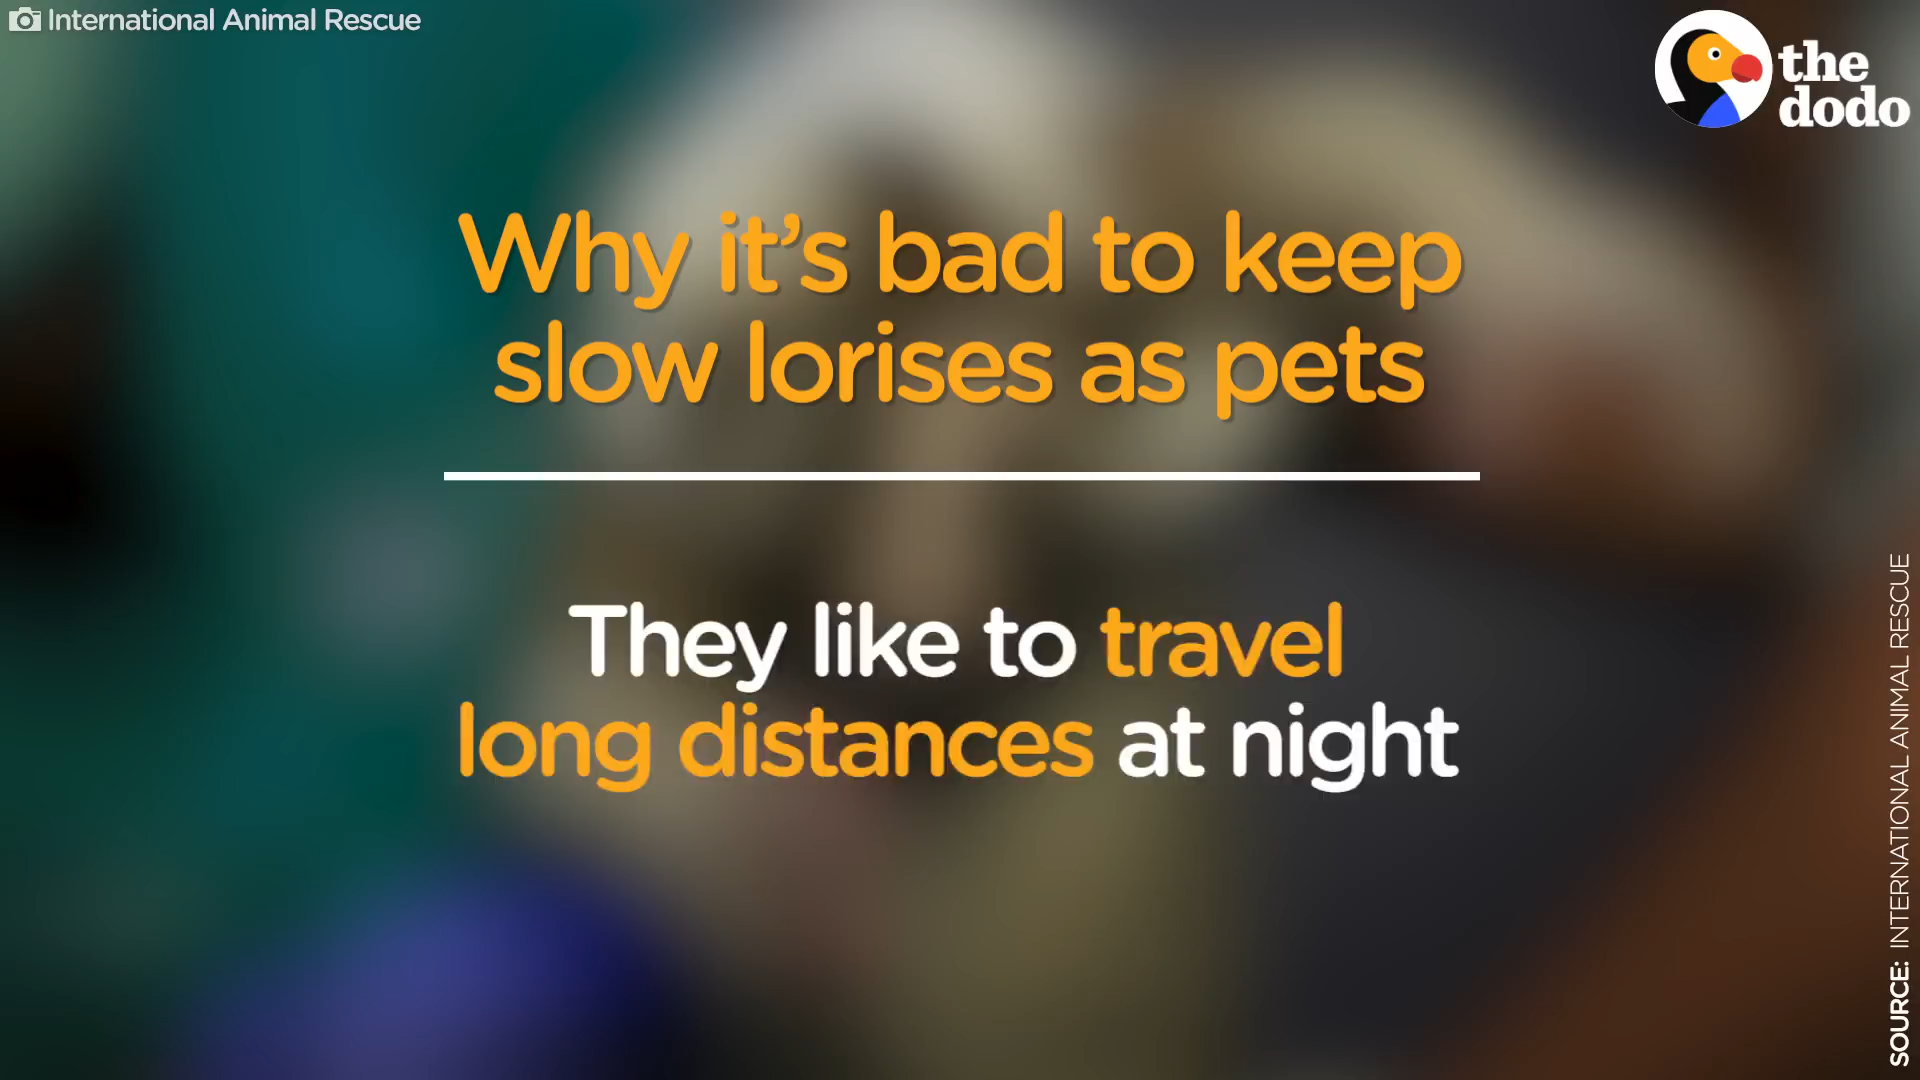 International Animal Rescue
the
dodo
Why it’s bad to keep
slow lorises as pets
They like to travel
long distances at night
SOURCE: INTERNATIONAL ANIMAL RESCUE